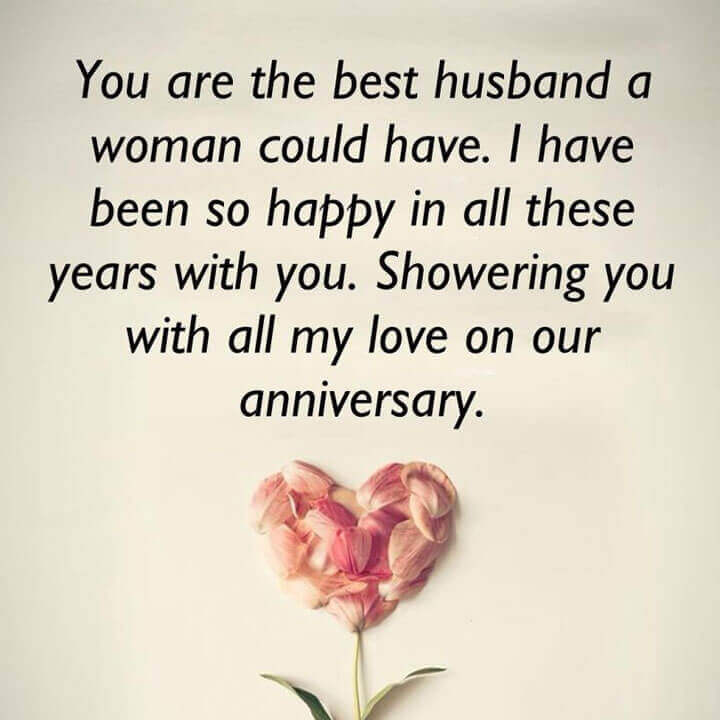 You are the best husband a
woman could have. I have
been so happy in all these
years with you. Showering you
with all my love on our
anniversary.